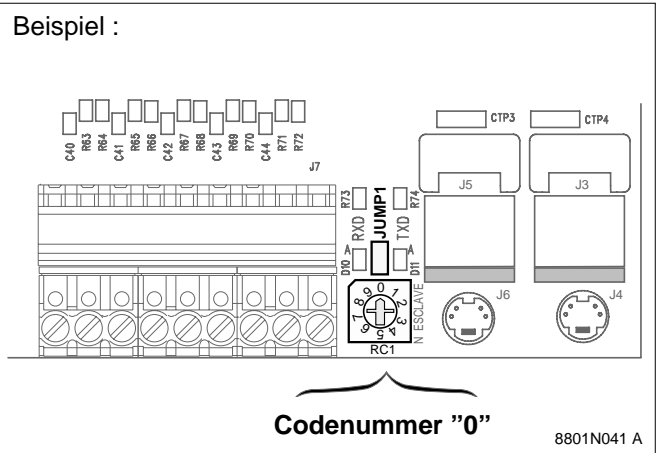 Beispiel :
CTP3
CTP4
C40
R63
R64
C41
R65
R66
C42
R67
R68
C43
R69
R70
C44
R71
R72
J7
J5
J3
R73
RXD
JUMP1
TXD
R74
A
A
D10
D11
J6
J4
0 1 2 3 4 5 6 7 8 9
N ESCLAVE
RC1
Codenummer ”0”
8801N041 A